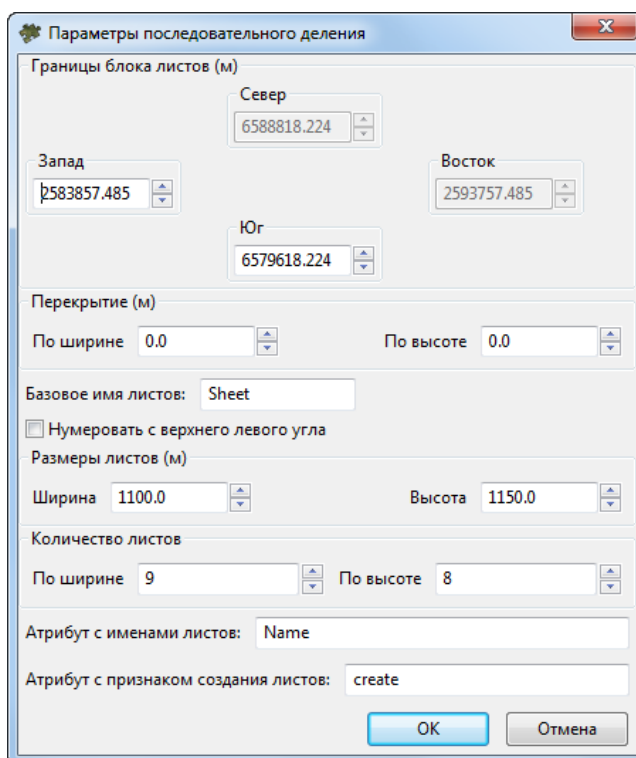 Параметры последовательного деления
Границы блока листов (м)
Север
6588818.224
Запад
Восток
2583857.485
2593757.485
Юг
6579618.224
Перекрытие (м)
По ширине 0.0 По высоте 0.0
Базовое имя листов: Sheet
Нумеровать с верхнего левого угла
Размеры листов (м)
Ширина 1100.0 Высота 1150.0
Количество листов
По ширине 9 По высоте 8
Атрибут с именами листов: Name
Атрибут с признаком создания листов: create
OK Отмена